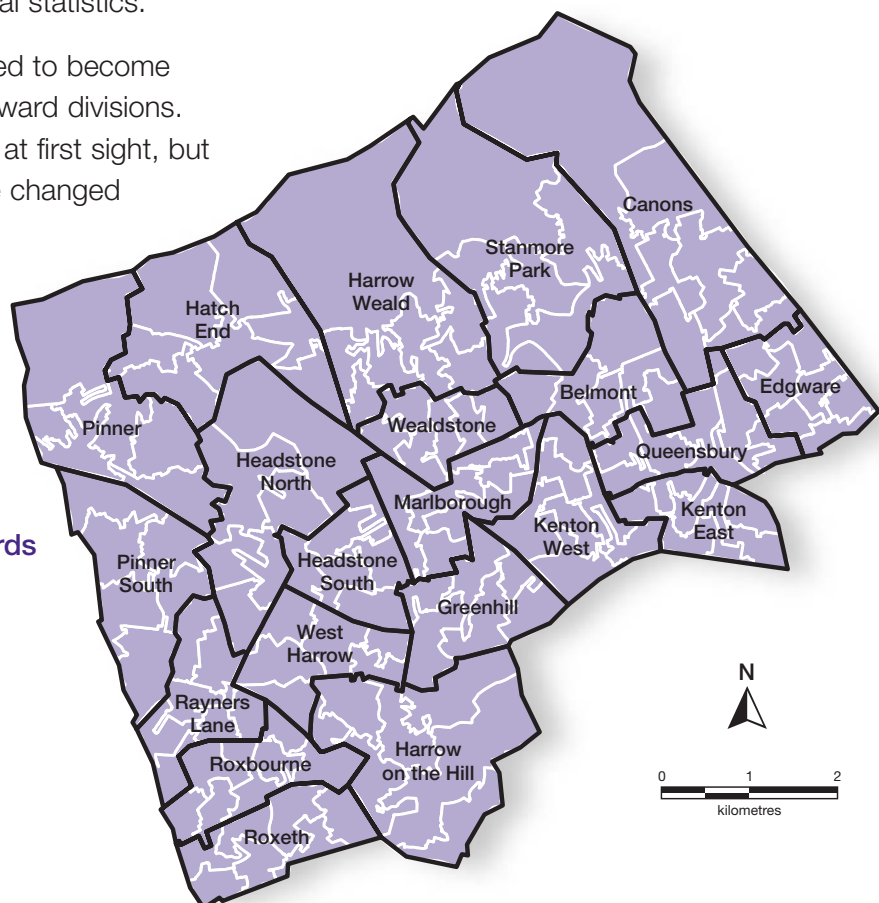 al statistics.
ed to become
ward divisions.
at first sight, but
e changed
rds
Canons
Stanmore
Park
Harrow
Weald
Hatch
End
Belmont
Edgware
Pinner
Wealdstone
Queensbury
Headstone
North
Marlborough
Kenton
East
Kenton
West
Pinner
South
Headstone
South
Greenhill
West
Harrow
Rayners
Lane
Harrow
on the Hill
Roxbourne
Roxeth
N
0 1 2
kilometres